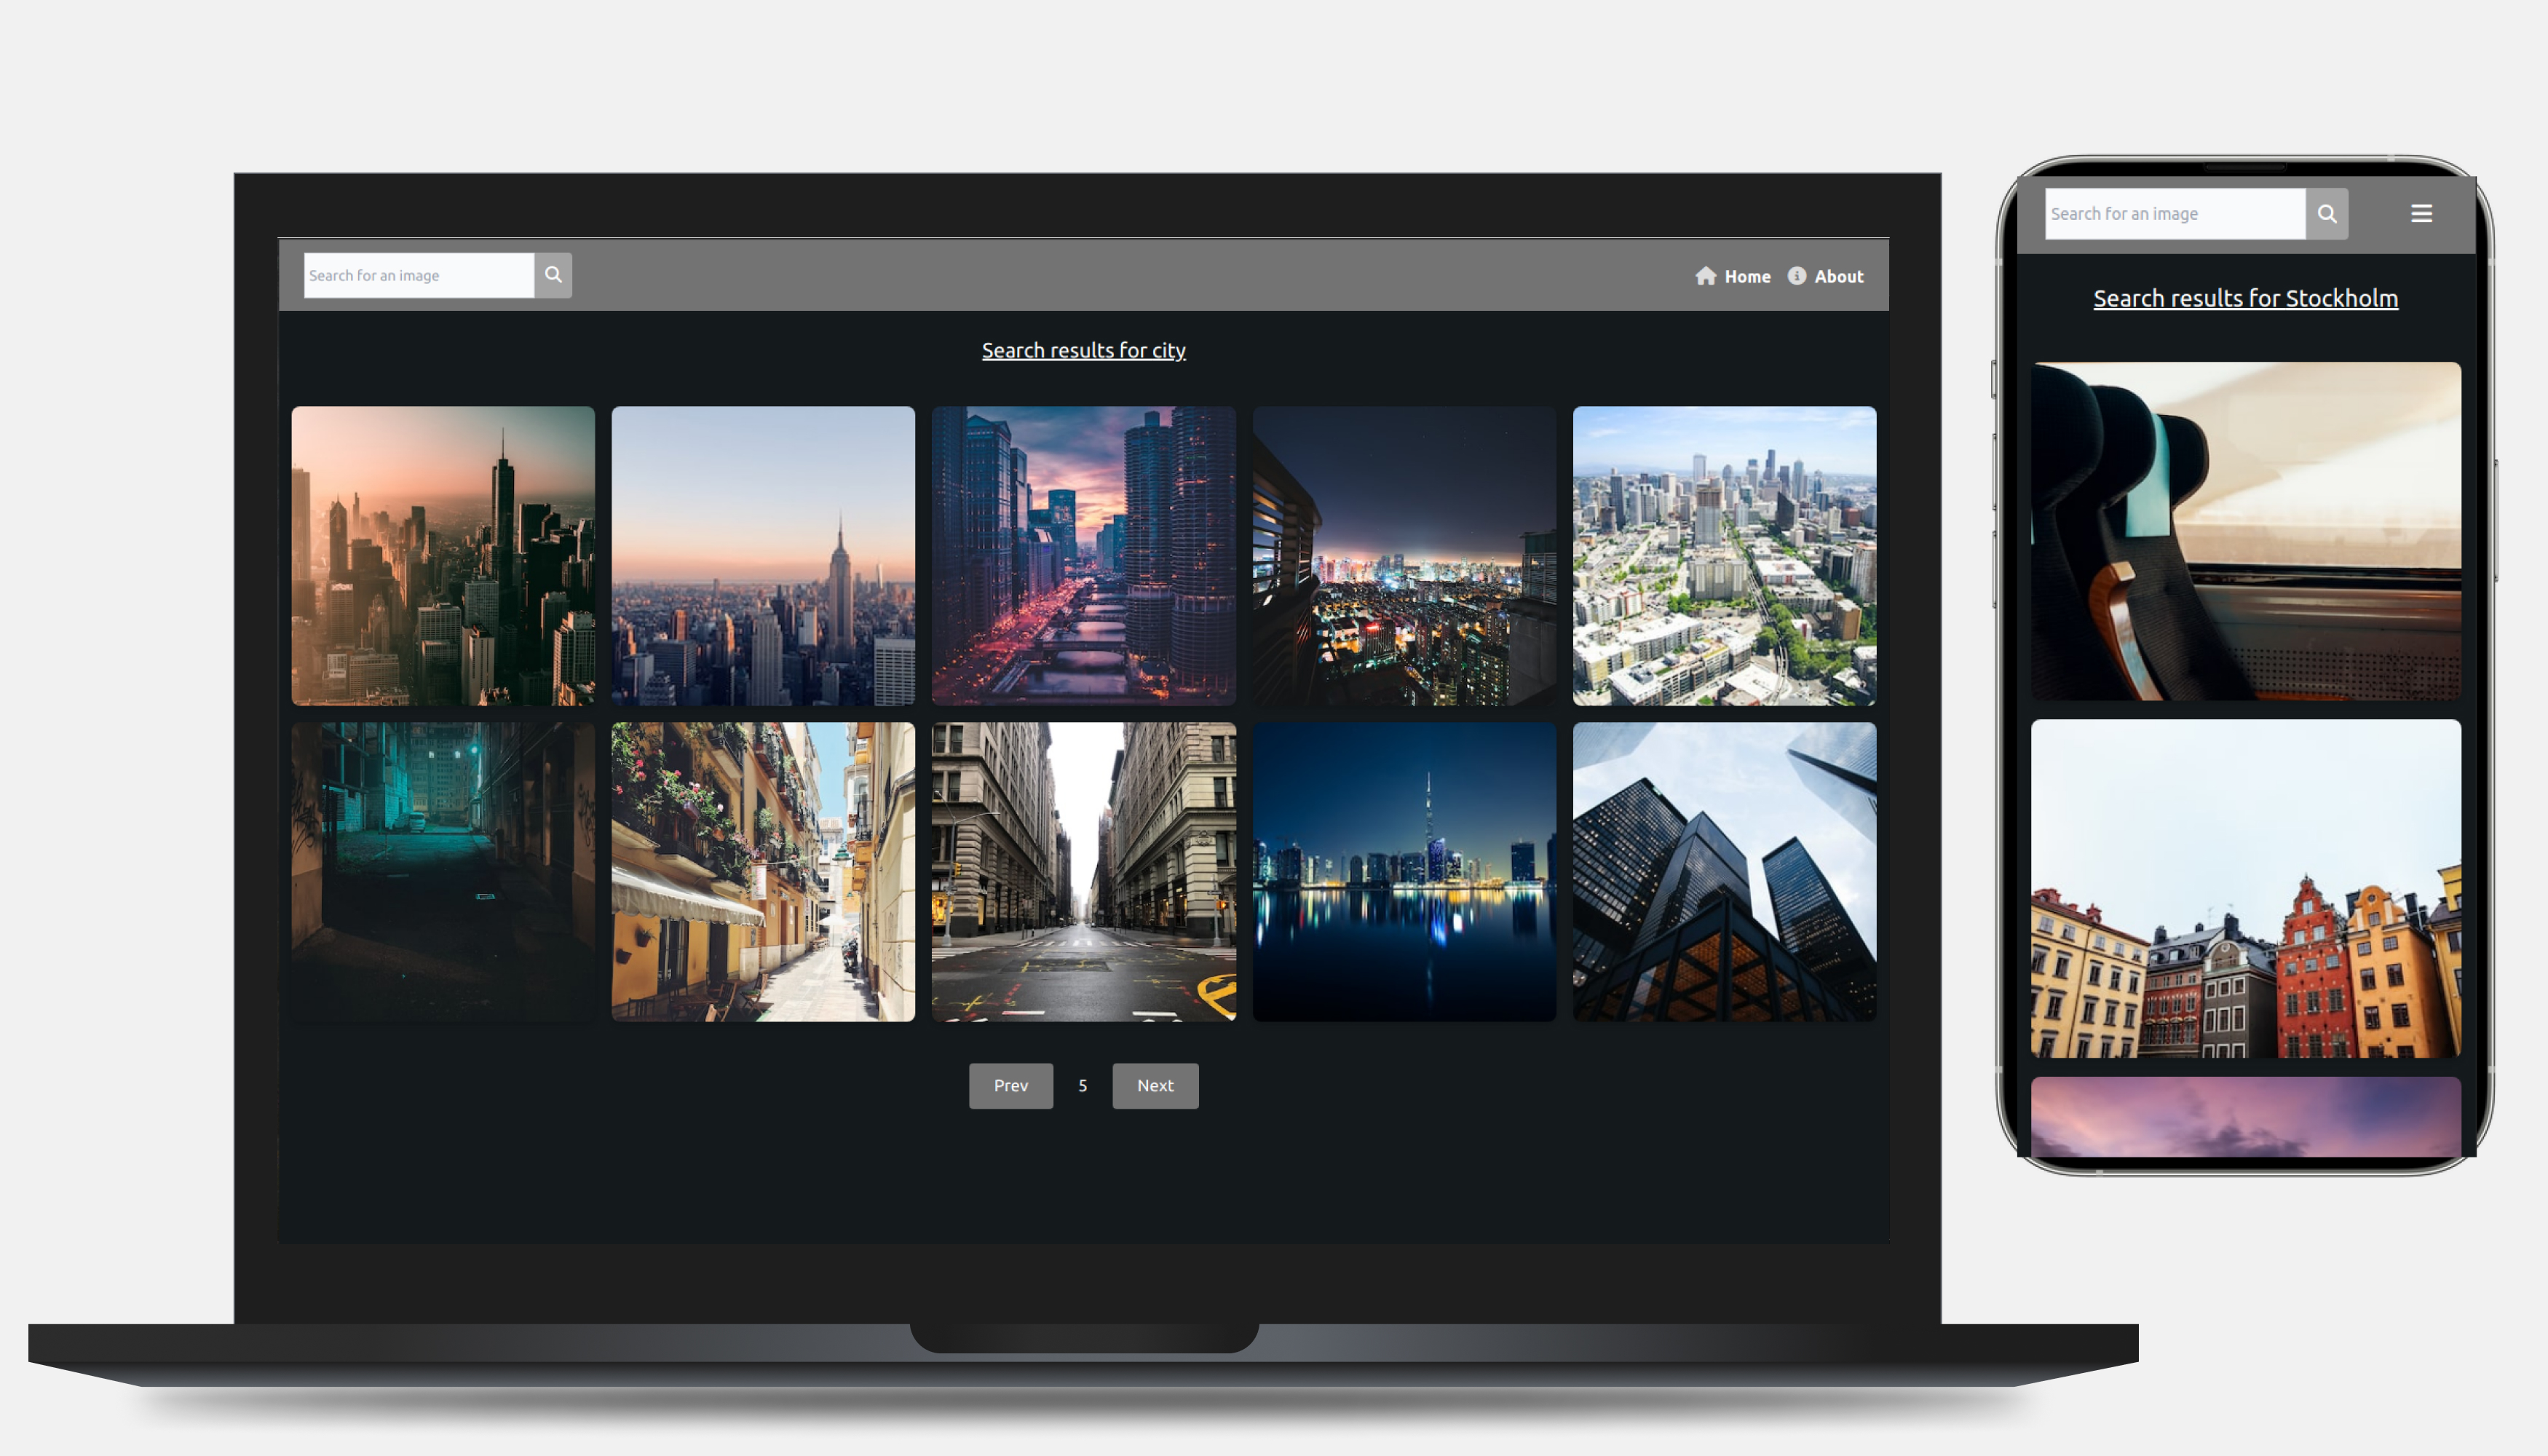 Search for an image
Home About
Search results for city
Prev 5 Next
Search for an image
Search results for Stockholm